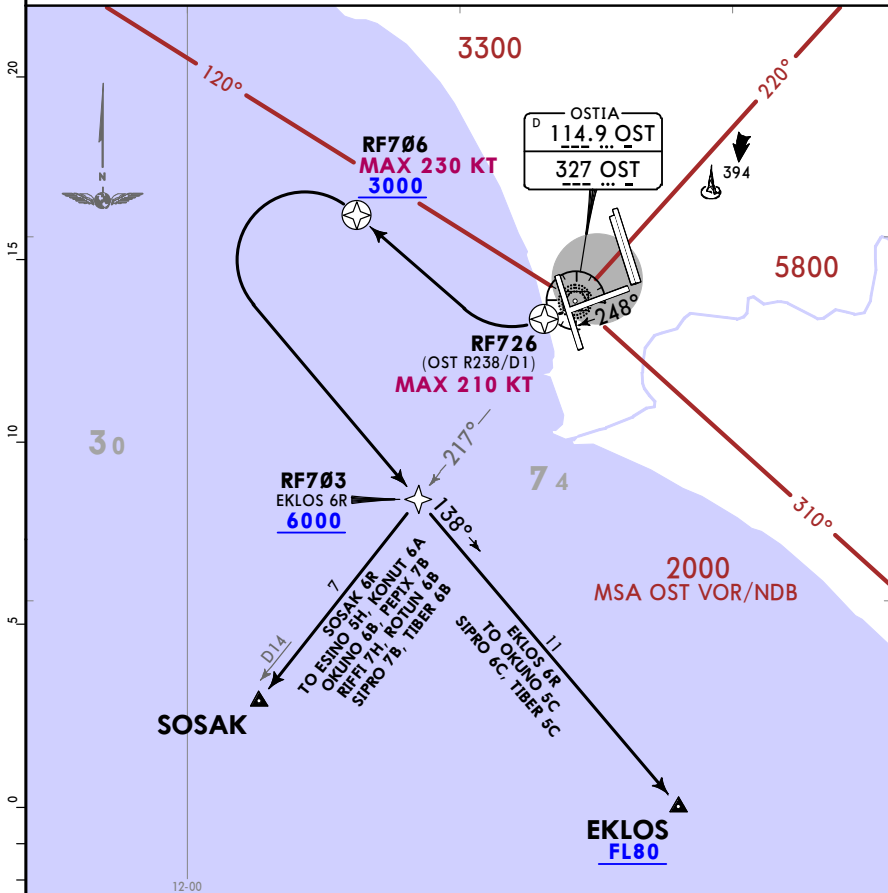 3300
120°
220°
OSTIA
D 114.9 OST
327 OST
RF7Ø6
MAX 230 KT
3000
394
N
5800
248°
RF726
(OST R238/D1)
MAX 210 KT
217°
30
74
RF7Ø3
EKLOS 6R
6000
138°
310°
2000
MSA OST VOR/NDB
7
SOSAK 6R
TO ESINO 5H, KONUT 6A
OKUNO 6B, PEPIX 7B
RIFFI 7H, ROTUN 6B
SIPRO 7B, TIBER 6B
11
EKLOS 6R
TO OKUNO 5C
SIPRO 6C, TIBER 5C
D14
SOSAK
EKLOS
FL80
20
15
10
5
0
12-00